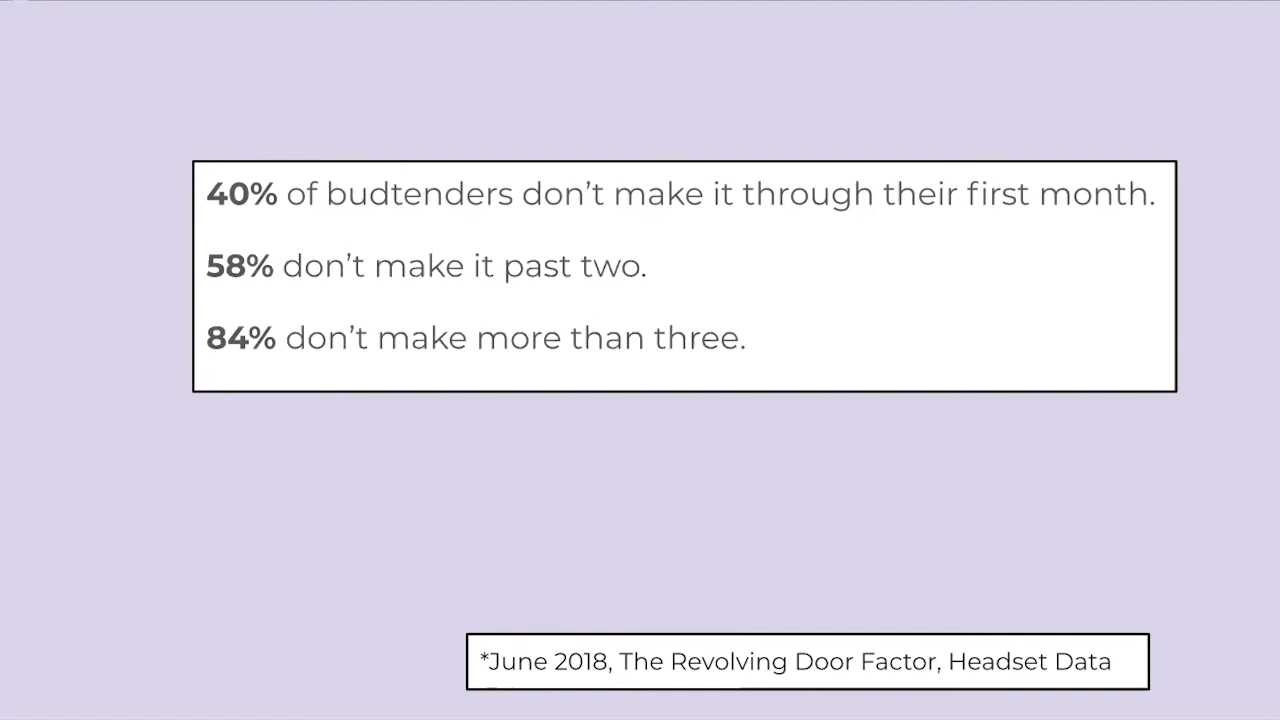 40% of budtenders don’t make it through their first month.
58% don’t make it past two.
84% don’t make more than three.
*June 2018, The Revolving Door Factor, Headset Data